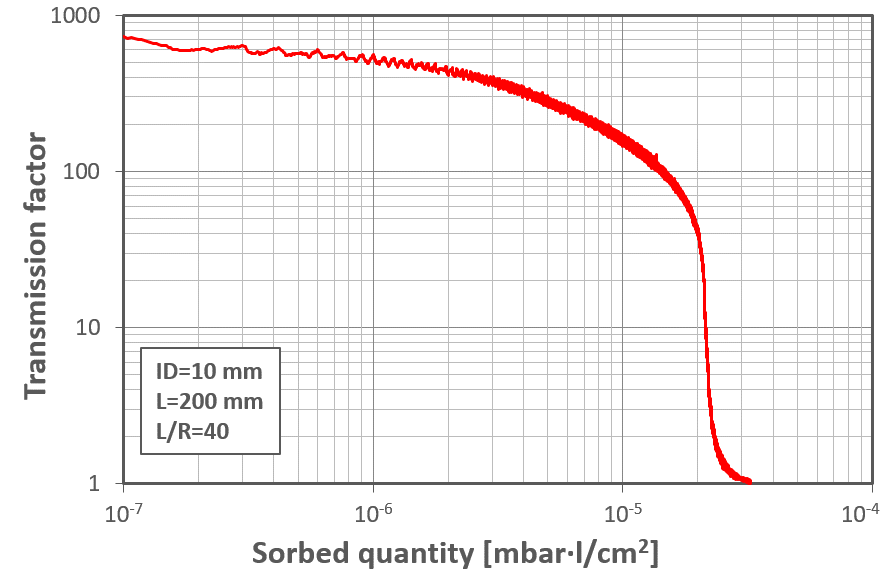 1000
100
10
1
Transmission factor
ID=10 mm
L=200 mm
L/R=40
10⁻⁷ 10⁻⁶ 10⁻⁵ 10⁻⁴
Sorbed quantity [mbar·l/cm²]